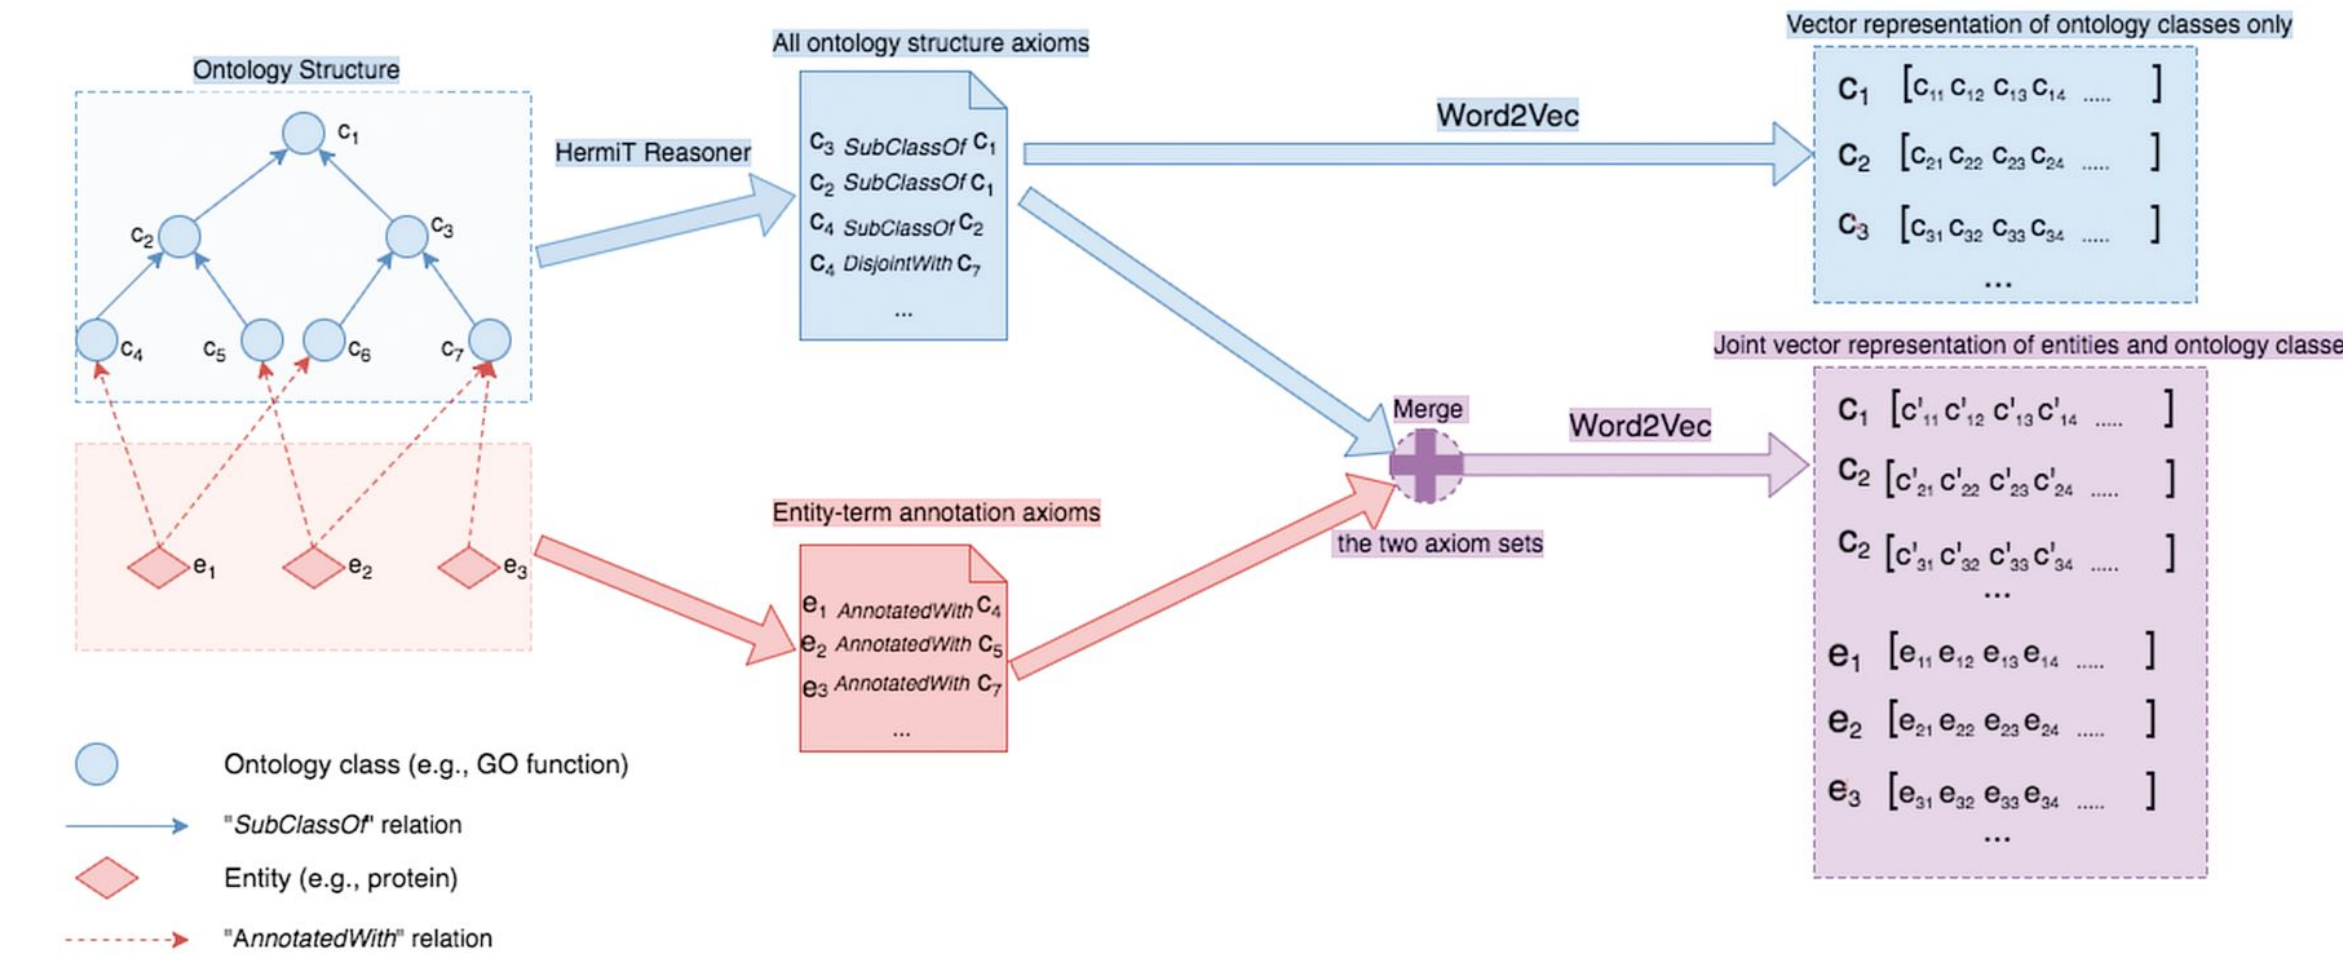 Ontology Structure
c₁
c₂
c₃
c₄
c₅
c₆
c₇
e₁
e₂
e₃
HermiT Reasoner
All ontology structure axioms
c₃ SubClassOf c₁
c₂ SubClassOf c₁
c₄ SubClassOf c₂
c₄ DisjointWith c₇
...
Entity-term annotation axioms
e₁ AnnotatedWith c₄
e₂ AnnotatedWith c₅
e₃ AnnotatedWith c₇
...
Word2Vec
Merge
the two axiom sets
Word2Vec
Vector representation of ontology classes only
c₁ [c₁₁ c₁₂ c₁₃ c₁₄ ..... ]
c₂ [c₂₁ c₂₂ c₂₃ c₂₄ ..... ]
c₃ [c₃₁ c₃₂ c₃₃ c₃₄ ..... ]
...
Joint vector representation of entities and ontology classe
c₁ [c'₁₁ c'₁₂ c'₁₃ c'₁₄ ..... ]
c₂ [c'₂₁ c'₂₂ c'₂₃ c'₂₄ ..... ]
c₂ [c'₃₁ c'₃₂ c'₃₃ c'₃₄ ..... ]
...
e₁ [e₁₁ e₁₂ e₁₃ e₁₄ ..... ]
e₂ [e₂₁ e₂₂ e₂₃ e₂₄ ..... ]
e₃ [e₃₁ e₃₂ e₃₃ e₃₄ ..... ]
...
Ontology class (e.g., GO function)
"SubClassOf" relation
Entity (e.g., protein)
"AnnotatedWith" relation